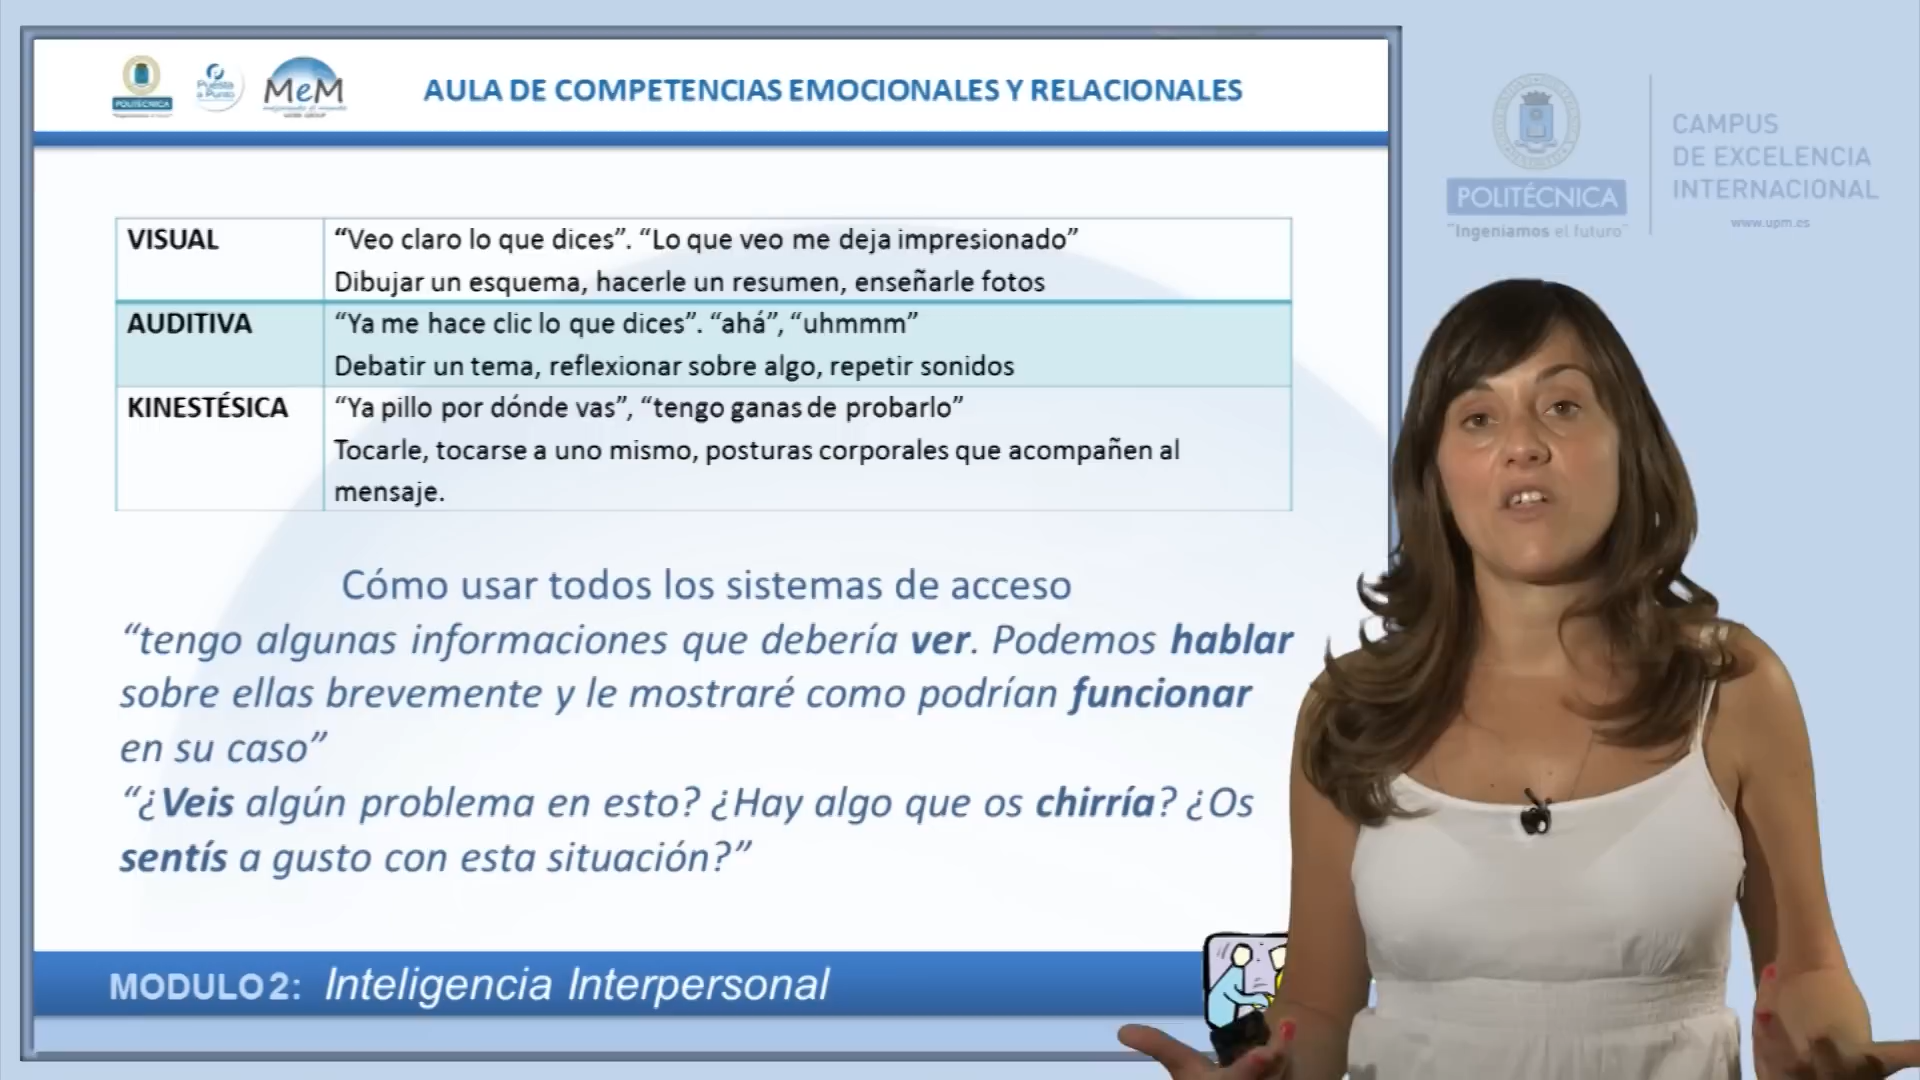 POLITÉCNICA
Puesta a Punto
MeM
AULA DE COMPETENCIAS EMOCIONALES Y RELACIONALES
VISUAL
“Veo claro lo que dices”. “Lo que veo me deja impresionado”
Dibujar un esquema, hacerle un resumen, enseñarle fotos
AUDITIVA
“Ya me hace clic lo que dices”. “ahá”, “uhmmm”
Debatir un tema, reflexionar sobre algo, repetir sonidos
KINESTÉSICA
“Ya pillo por dónde vas”, “tengo ganas de probarlo”
Tocarle, tocarse a uno mismo, posturas corporales que acompañen al
mensaje.
Cómo usar todos los sistemas de acceso
“tengo algunas informaciones que debería ver. Podemos hablar
sobre ellas brevemente y le mostraré como podrían funcionar
en su caso”
“¿Veis algún problema en esto? ¿Hay algo que os chirría? ¿Os
sentís a gusto con esta situación?”
MODULO 2: Inteligencia Interpersonal
POLITÉCNICA
"Ingeniamos el futuro"
CAMPUS
DE EXCELENCIA
INTERNACIONAL
www.upm.es